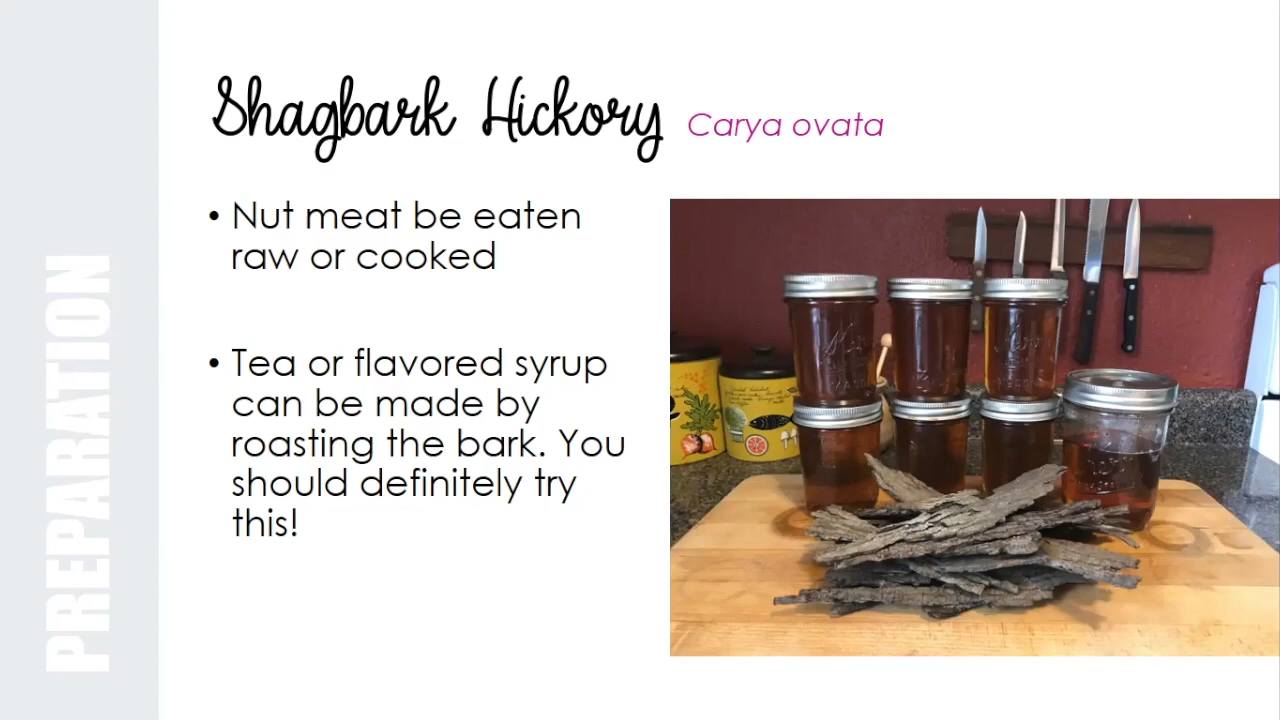 Shagbark Hickory Carya ovata
• Nut meat be eaten
raw or cooked
• Tea or flavored syrup
can be made by
roasting the bark. You
should definitely try
this!
PREPARATION